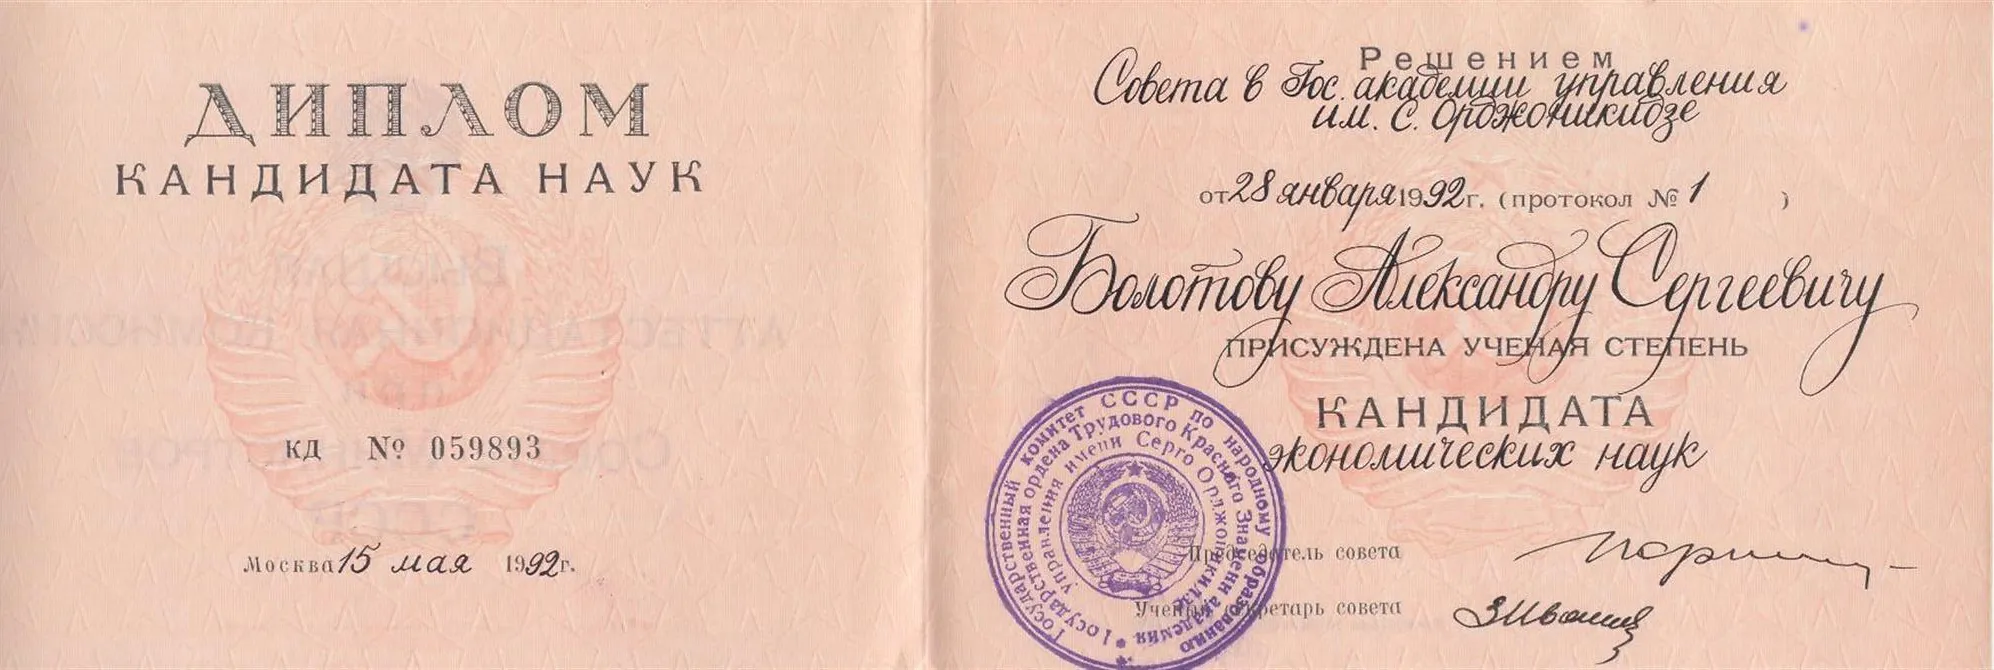 ДИПЛОМ
КАНДИДАТА НАУК
КД № 059893
Москва 15 мая 1992г.
Решением
Совета в Гос. академии управления
им. С. Орджоникидзе
от 28 января 1992г. (протокол № 1 )
Болотову Александру Сергеевичу
ПРИСУЖДЕНА УЧЕНАЯ СТЕПЕНЬ
КАНДИДАТА
экономических наук
Председатель совета
Ученый секретарь совета
Государственный комитет СССР по народному образованию
Государственная ордена Трудового Красного Знамени академия
управления имени Серго Орджоникидзе